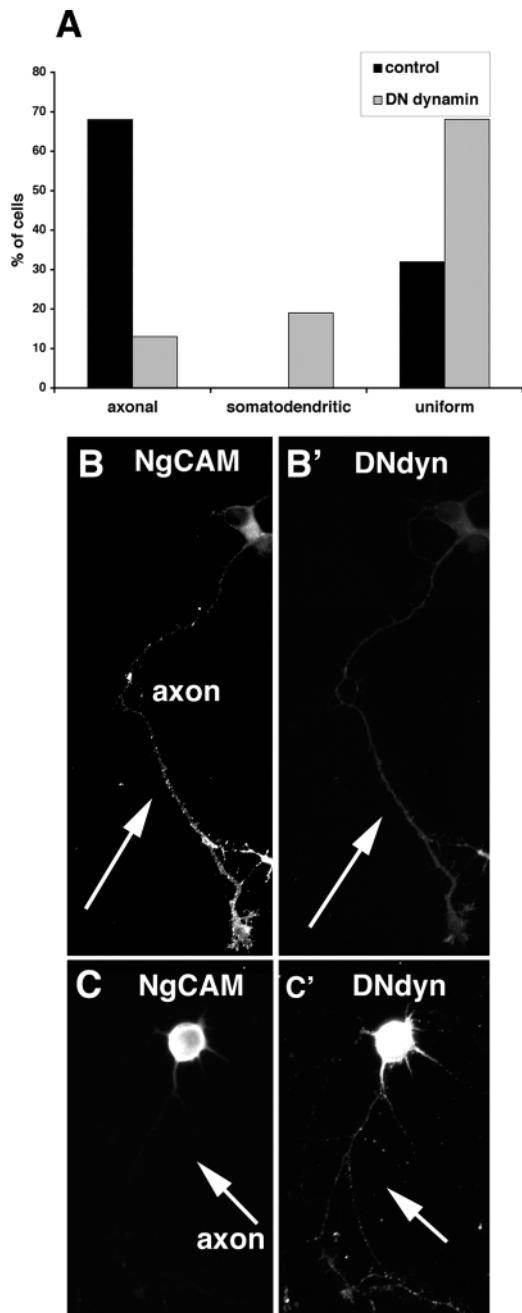 A
control
DN dynamin
80
70
60
50
40
30
20
10
0
% of cells
axonal somatodendritic uniform
B NgCAM B' DNdyn
axon
C NgCAM C' DNdyn
axon